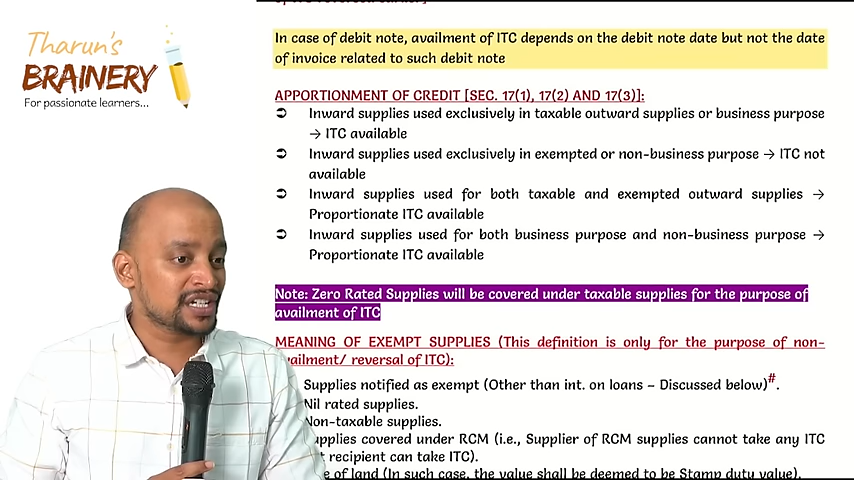 Tharun's
BRAINERY
For passionate learners...
In case of debit note, availment of ITC depends on the debit note date but not the date
of invoice related to such debit note
APPORTIONMENT OF CREDIT [SEC. 17(1), 17(2) AND 17(3)]:
➲ Inward supplies used exclusively in taxable outward supplies or business purpose
→ ITC available
➲ Inward supplies used exclusively in exempted or non-business purpose → ITC not
available
➲ Inward supplies used for both taxable and exempted outward supplies →
Proportionate ITC available
➲ Inward supplies used for both business purpose and non-business purpose →
Proportionate ITC available
Note: Zero Rated Supplies will be covered under taxable supplies for the purpose of
availment of ITC
MEANING OF EXEMPT SUPPLIES (This definition is only for the purpose of non-
availment/ reversal of ITC):
Supplies notified as exempt (Other than int. on loans – Discussed below)#.
Nil rated supplies.
Non-taxable supplies.
supplies covered under RCM (i.e., Supplier of RCM supplies cannot take any ITC
recipient can take ITC).
of land (In such case, the value shall be deemed to be Stamp duty value).